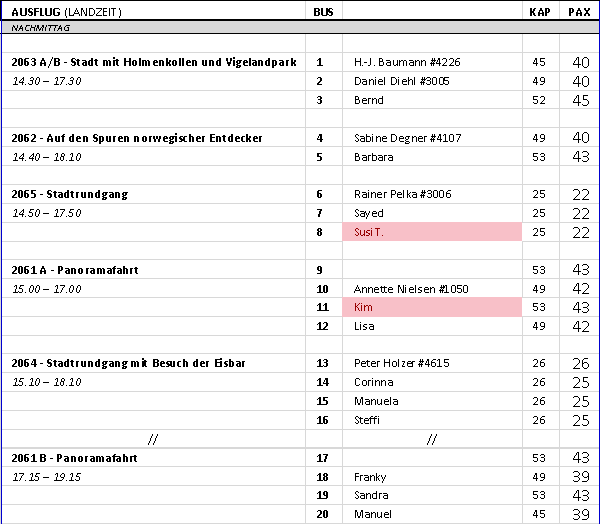 AUSFLUG (LANDZEIT) BUS KAP PAX
NACHMITTAG
2063 A/B - Stadt mit Holmenkollen und Vigelandpark 1 H.-J. Baumann #4226 45 40
14.30 – 17.30 2 Daniel Diehl #3005 49 40
3 Bernd 52 45
2062 - Auf den Spuren norwegischer Entdecker 4 Sabine Degner #4107 49 40
14.40 – 18.10 5 Barbara 53 43
2065 - Stadtrundgang 6 Rainer Pelka #3006 25 22
14.50 – 17.50 7 Sayed 25 22
8 Susi T. 25 22
2061 A - Panoramafahrt 9 53 43
15.00 – 17.00 10 Annette Nielsen #1050 49 42
11 Kim 53 43
12 Lisa 49 42
2064 - Stadtrundgang mit Besuch der Eisbar 13 Peter Holzer #4615 26 26
15.10 – 18.10 14 Corinna 26 25
15 Manuela 26 25
16 Steffi 26 25
// //
2061 B - Panoramafahrt 17 53 43
17.15 – 19.15 18 Franky 49 39
19 Sandra 53 43
20 Manuel 45 39